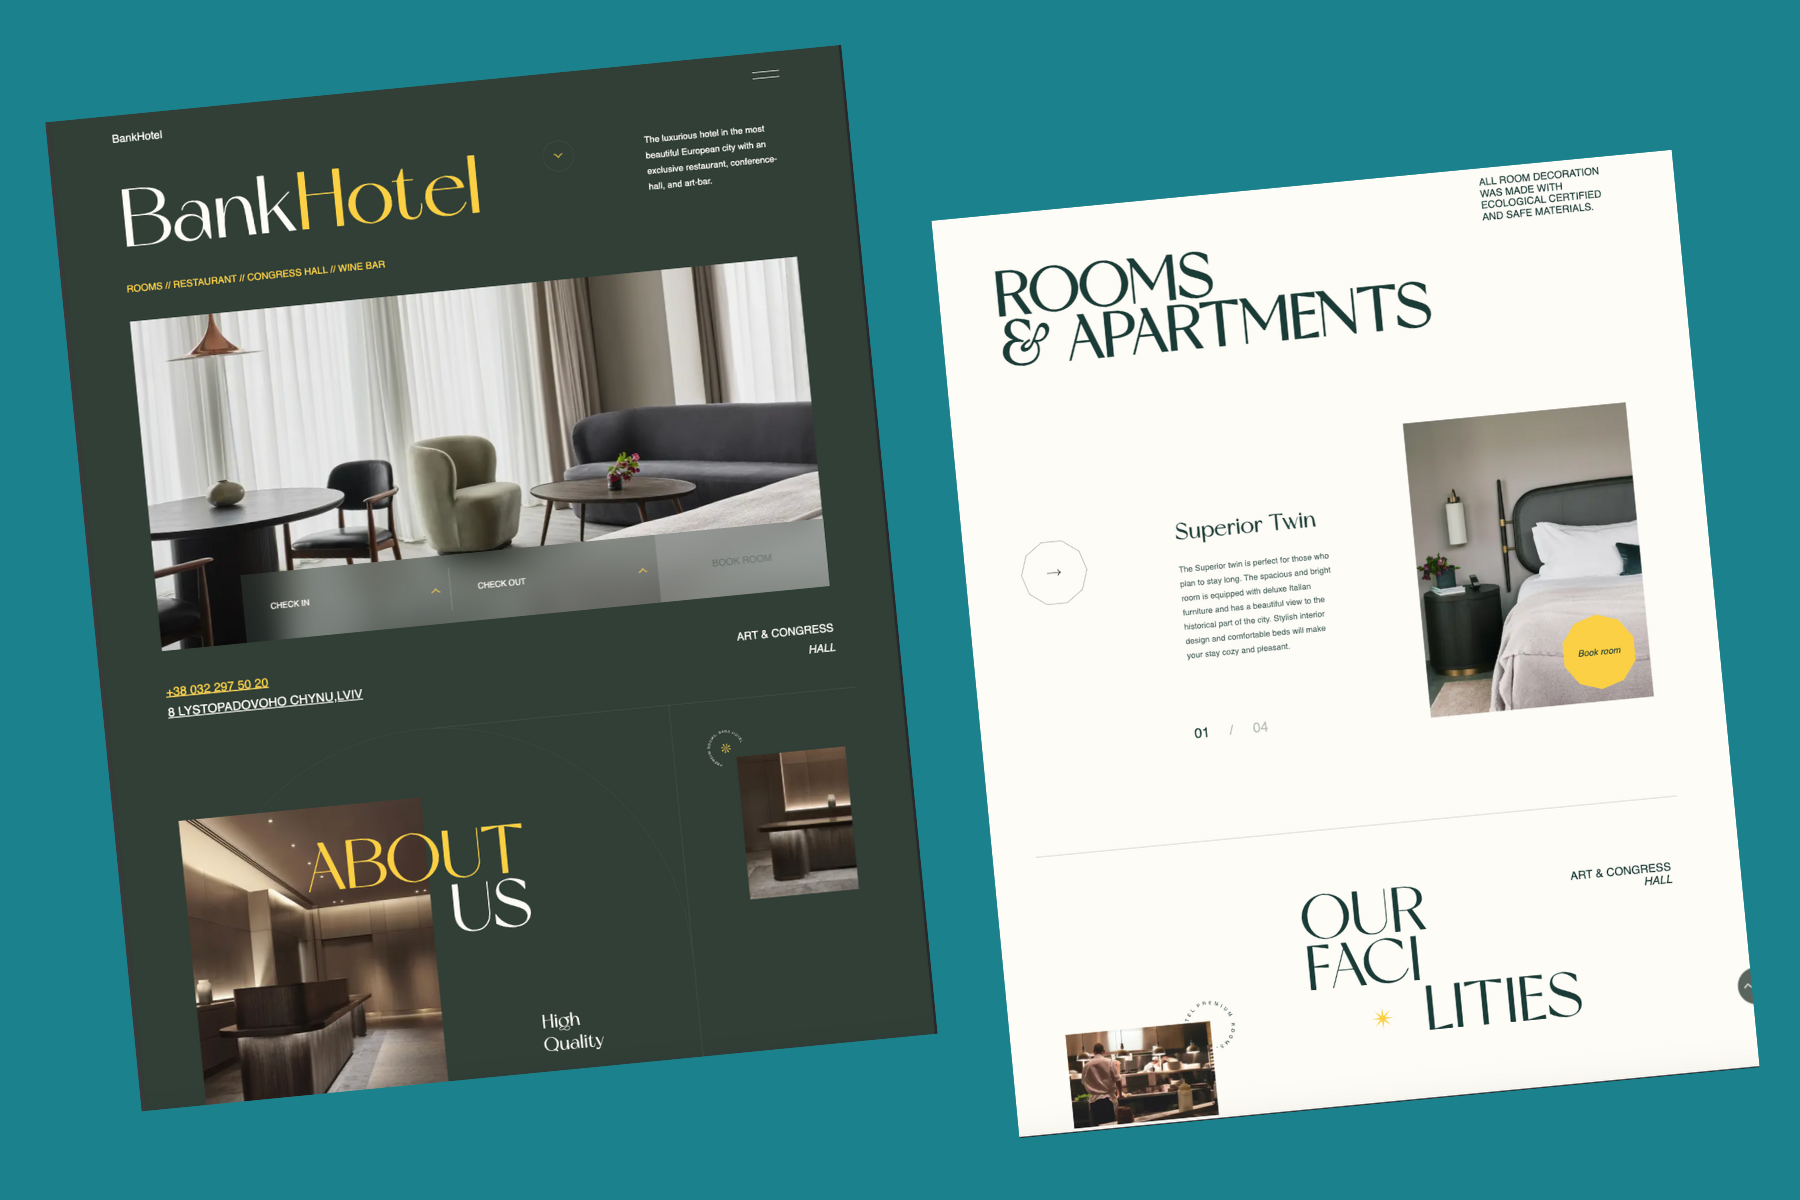 BankHotel
The luxurious hotel in the most
beautiful European city with an
exclusive restaurant, conference-
hall, and art-bar.
BankHotel
ROOMS // RESTAURANT // CONGRESS HALL // WINE BAR
CHECK IN
CHECK OUT
BOOK ROOM
ART & CONGRESS
HALL
+38 032 297 50 20
8 LYSTOPADOVOHO CHYNU,LVIV
ABOUT
US
High
Quality
ALL ROOM DECORATION
WAS MADE WITH
ECOLOGICAL CERTIFIED
AND SAFE MATERIALS.
ROOMS
& APARTMENTS
Superior Twin
The Superior twin is perfect for those who
plan to stay long. The spacious and bright
room is equipped with deluxe Italian
furniture and has a beautiful view to the
historical part of the city. Stylish interior
design and comfortable beds will make
your stay cozy and pleasant.
Book room
01 / 04
ART & CONGRESS
HALL
OUR
FACI
LITIES
PREMIUM ROOMS